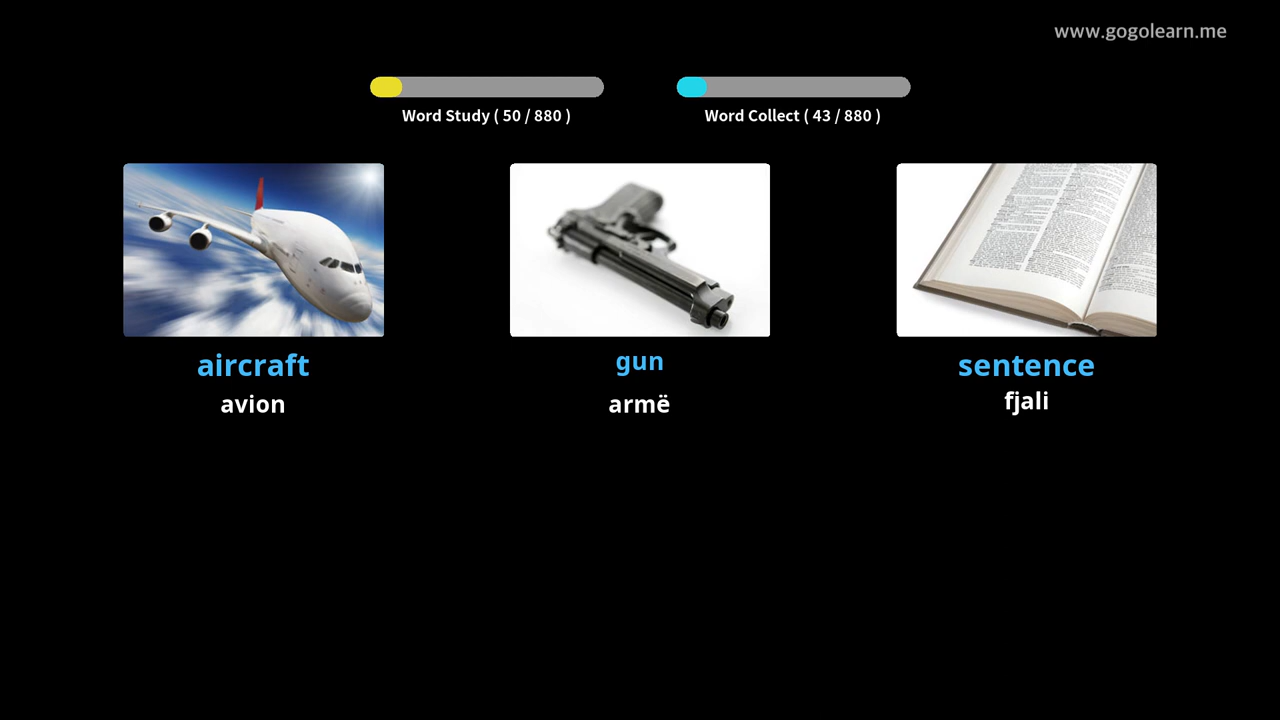 www.gogolearn.me
Word Study ( 50 / 880 )
Word Collect ( 43 / 880 )
aircraft
avion
gun
armë
sentence
fjali